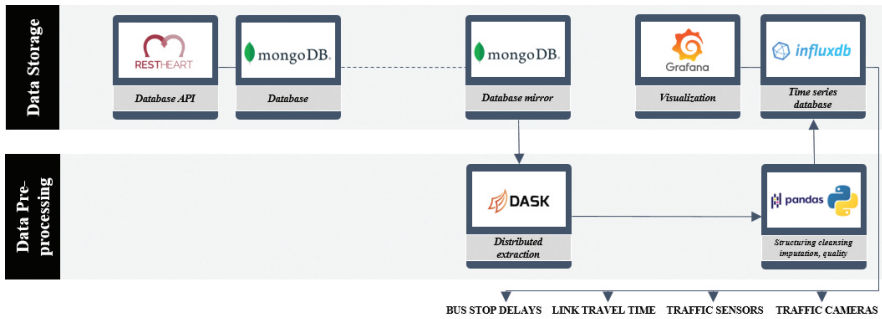 Data Storage
RESTHEART
Database API
mongoDB.
Database
mongoDB.
Database mirror
Grafana
Visualization
influxdb
Time series
database
Data Pre-
processing
DASK
Distributed
extraction
pandas
Structuring cleansing
imputation, quality
BUS STOP DELAYS
LINK TRAVEL TIME
TRAFFIC SENSORS
TRAFFIC CAMERAS